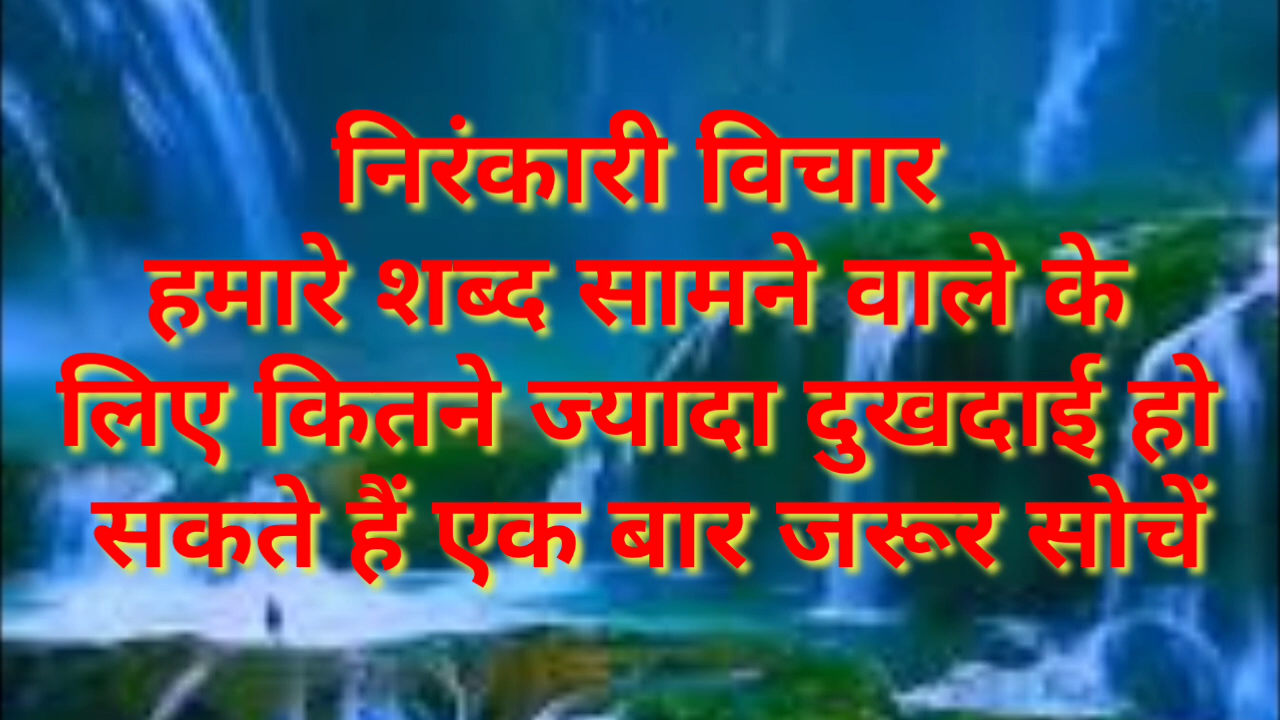 निरंकारी विचार
हमारे शब्द सामने वाले के
लिए कितने ज्यादा दुखदाई हो
सकते हैं एक बार जरूर सोचें